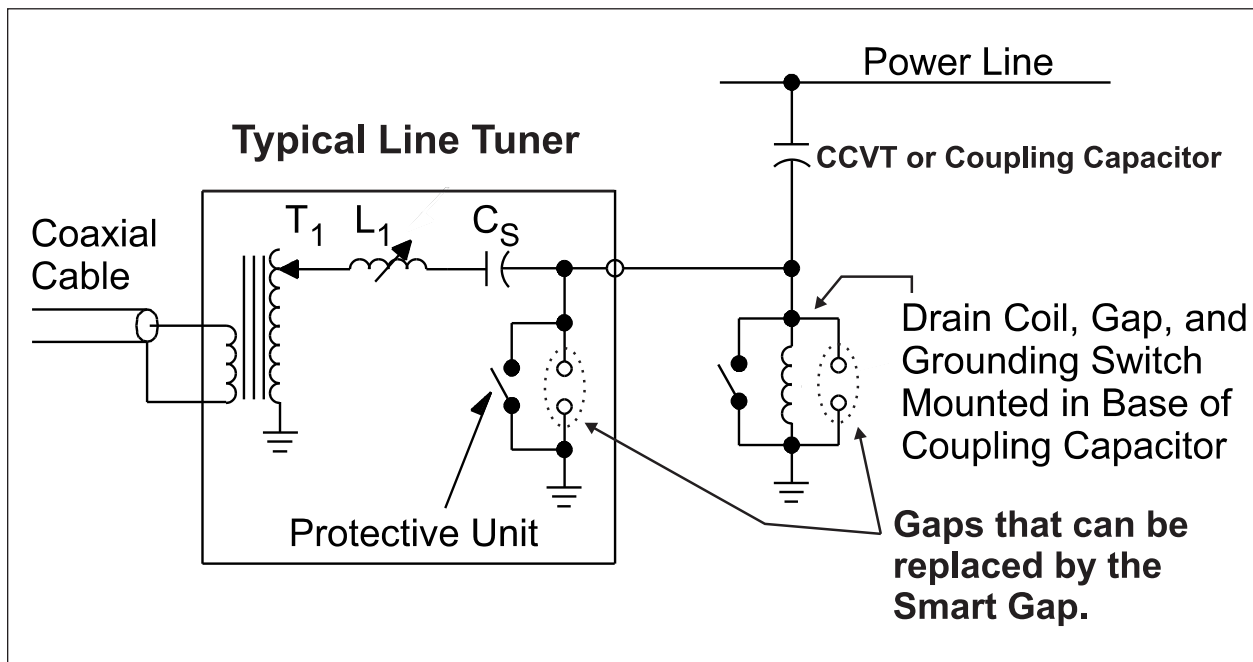 Power Line
Typical Line Tuner
CCVT or Coupling Capacitor
Coaxial
Cable
T1
L1
CS
Drain Coil, Gap, and
Grounding Switch
Mounted in Base of
Coupling Capacitor
Protective Unit
Gaps that can be
replaced by the
Smart Gap.